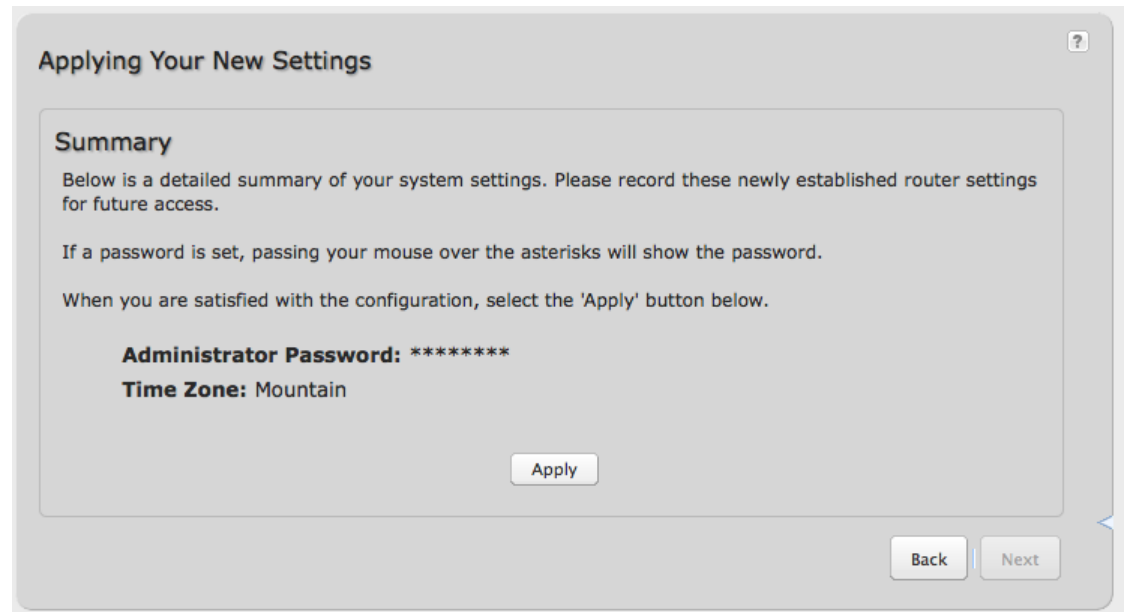 ?
Applying Your New Settings
Summary
Below is a detailed summary of your system settings. Please record these newly established router settings
for future access.
If a password is set, passing your mouse over the asterisks will show the password.
When you are satisfied with the configuration, select the 'Apply' button below.
Administrator Password: ********
Time Zone: Mountain
Apply
Back Next